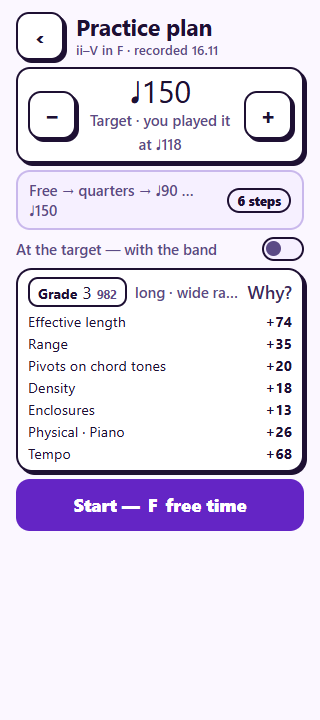 ‹
Practice plan
ii–V in F · recorded 16.11
−
♩150
Target · you played it
at ♩118
+
Free → quarters → ♩90 …
♩150
6 steps
At the target — with the band
Grade 3 982
long · wide ra…
Why?
Effective length +74
Range +35
Pivots on chord tones +20
Density +18
Enclosures +13
Physical · Piano +26
Tempo +68
Start — F free time